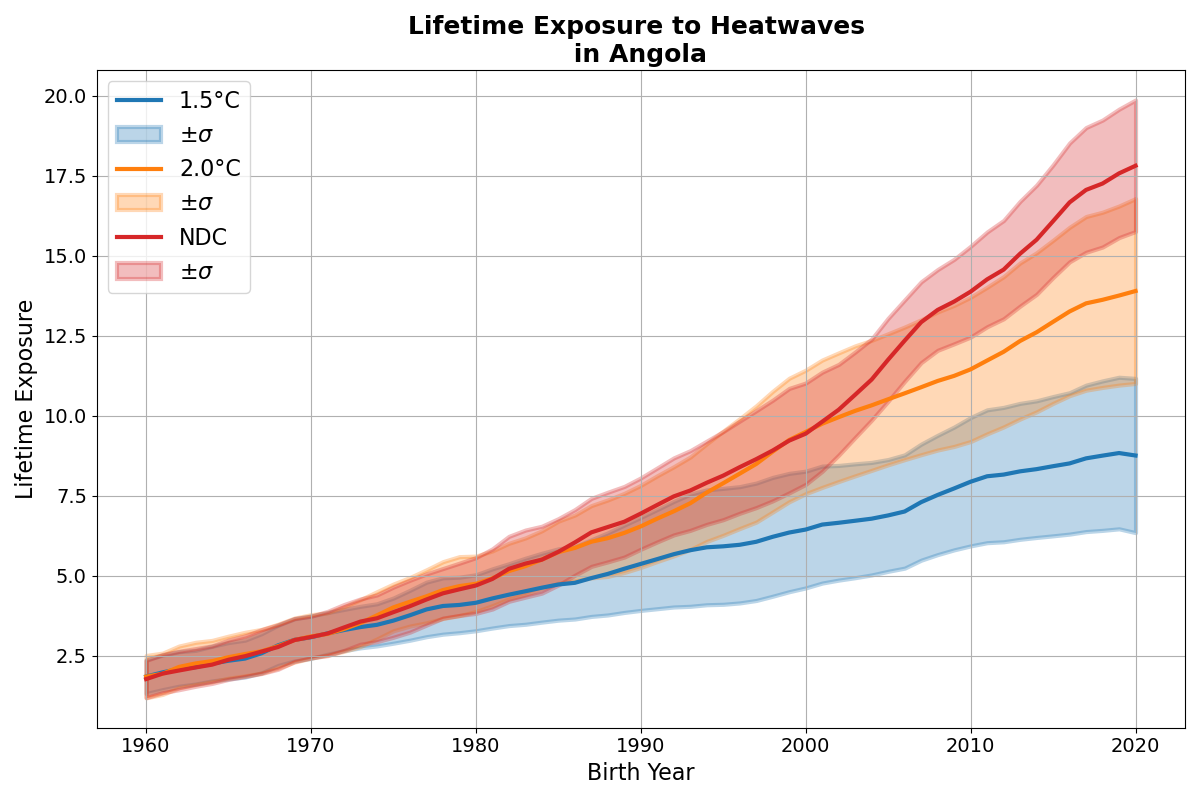 Lifetime Exposure to Heatwaves
in Angola
1.5°C
±σ
2.0°C
±σ
NDC
±σ
Lifetime Exposure
20.0
17.5
15.0
12.5
10.0
7.5
5.0
2.5
1960 1970 1980 1990 2000 2010 2020
Birth Year